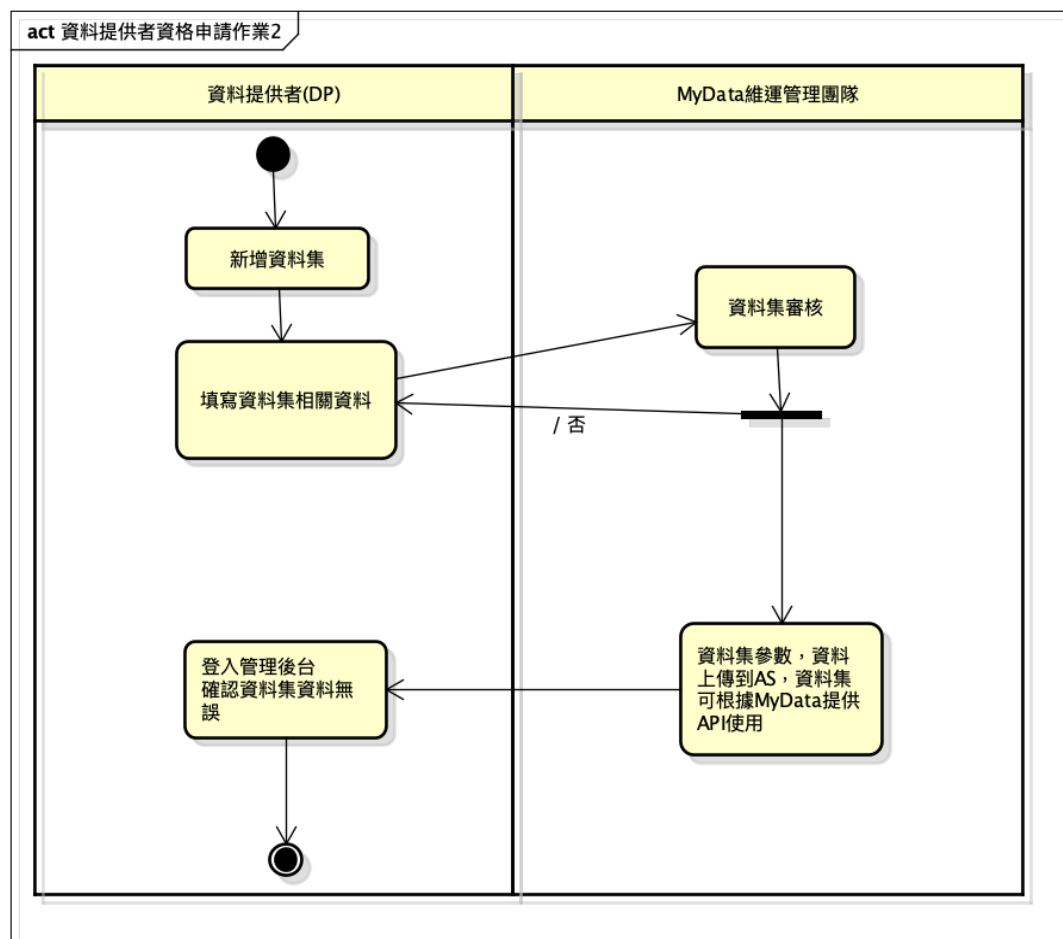 act 資料提供者資格申請作業2
資料提供者(DP)
MyData維運管理團隊
新增資料集
資料集審核
填寫資料集相關資料
/ 否
登入管理後台
確認資料集資料無
誤
資料集參數，資料
上傳到AS，資料集
可根據MyData提供
API使用